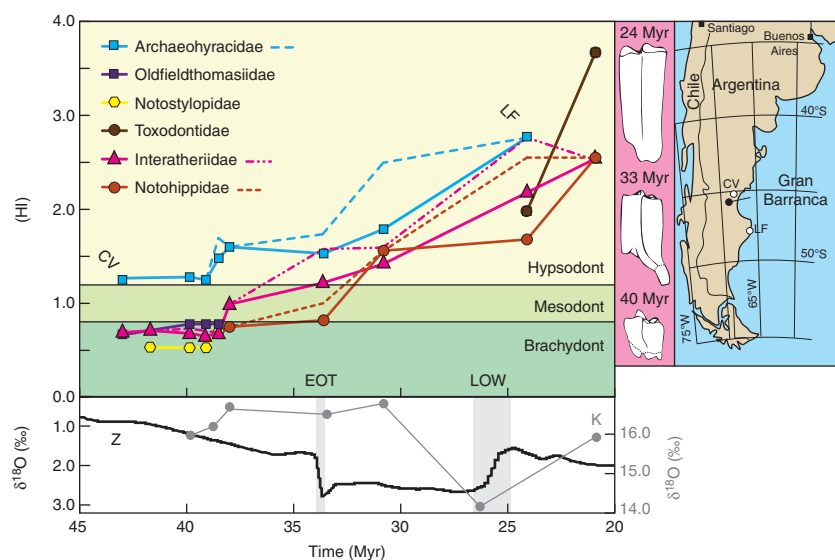 4.0
3.0
2.0
1.0
0.0
(HI)
Archaeohyracidae
Oldfieldthomasiidae
Notostylopidae
Toxodontidae
Interatheriidae
Notohippidae
CV
LF
Hypsodont
Mesodont
Brachydont
EOT
LOW
24 Myr
33 Myr
40 Myr
Santiago
Buenos
Aires
Chile
Argentina
40°S
CV
Gran
Barranca
LF
50°S
65°W
75°W
1.0
2.0
3.0
δ18O (‰)
Z
K
16.0
15.0
14.0
δ18O (‰)
45
40
35
30
25
20
Time (Myr)